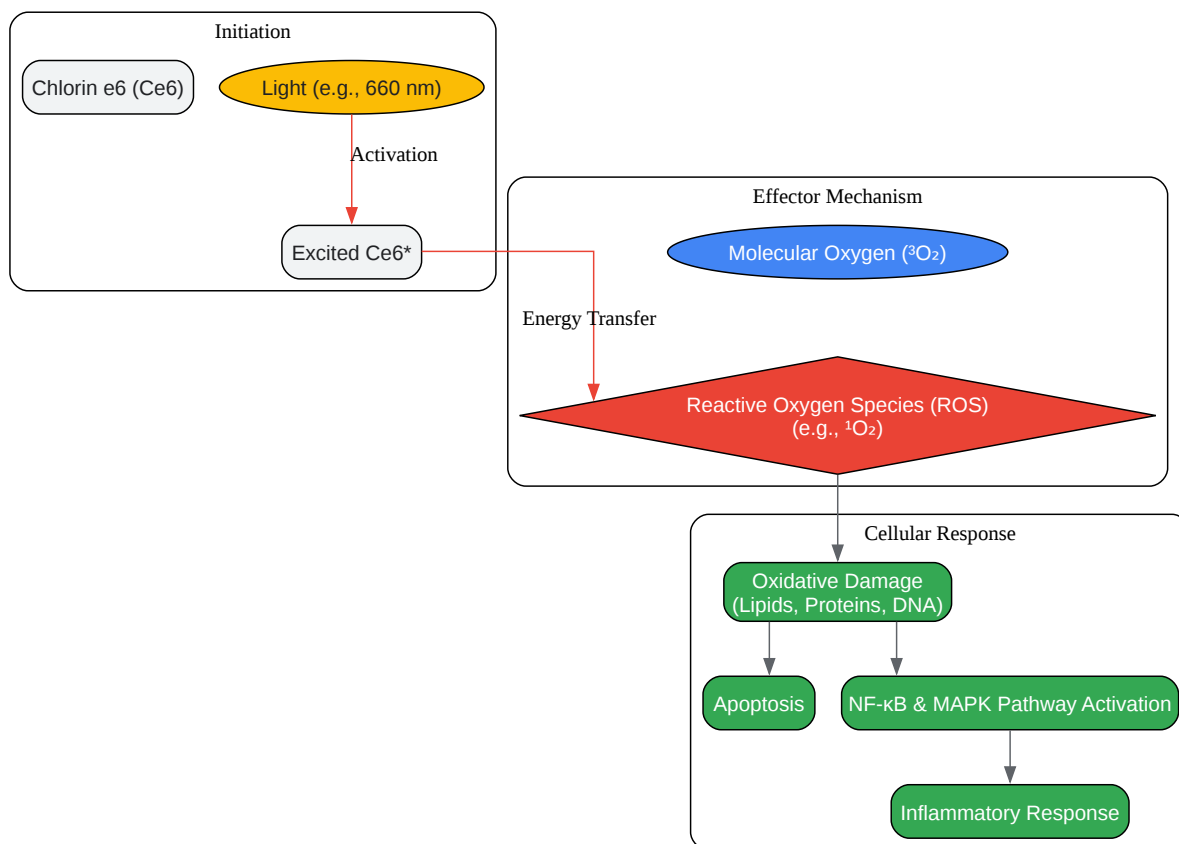 Initiation
Chlorin e6 (Ce6)
Light (e.g., 660 nm)
Activation
Excited Ce6*
Effector Mechanism
Molecular Oxygen (³O₂)
Energy Transfer
Reactive Oxygen Species (ROS)
(e.g., ¹O₂)
Cellular Response
Oxidative Damage
(Lipids, Proteins, DNA)
Apoptosis
NF-κB & MAPK Pathway Activation
Inflammatory Response